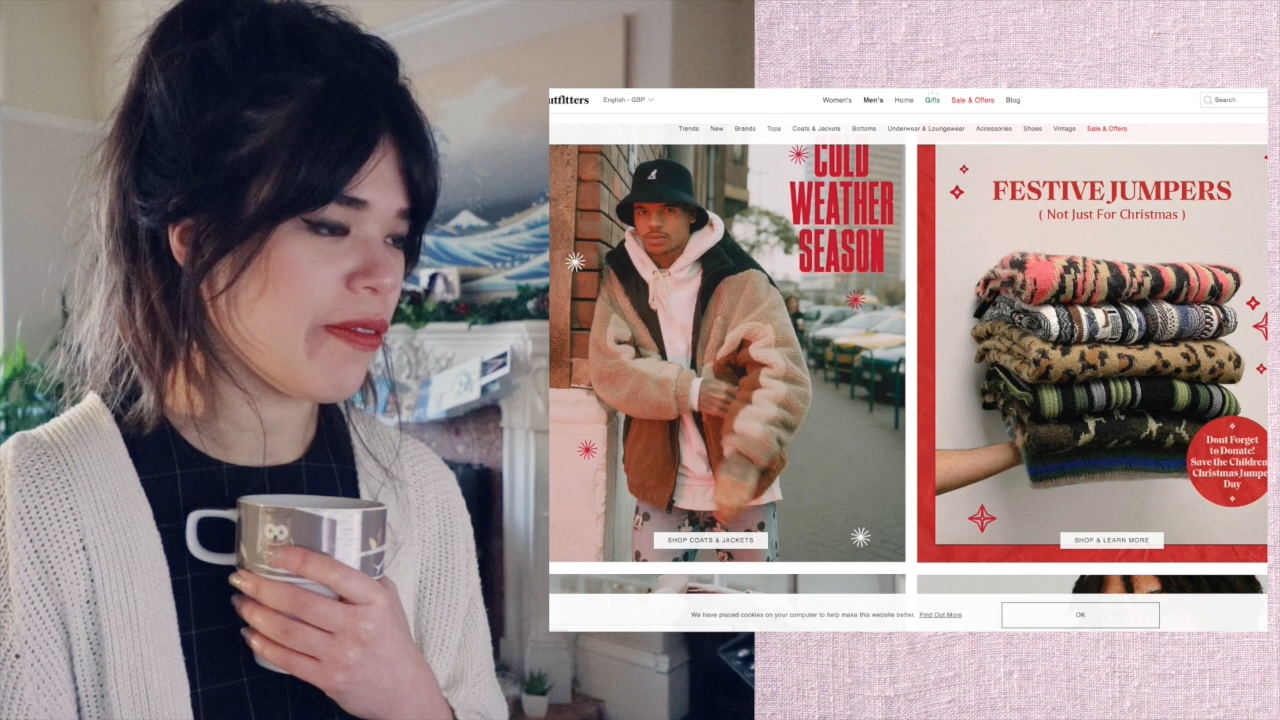 utfitters
English - GBP
Women's Men's Home Gifts Sale & Offers Blog
Search
Trends New Brands Tops Coats & Jackets Bottoms Underwear & Loungewear Accessories Shoes Vintage Sale & Offers
COLD
WEATHER
SEASON
SHOP COATS & JACKETS
FESTIVE JUMPERS
( Not Just For Christmas )
Dont Forget
to Donate!
Save the Children
Christmas Jumpe
Day
SHOP & LEARN MORE
We have placed cookies on your computer to help make this website better. Find Out More
OK